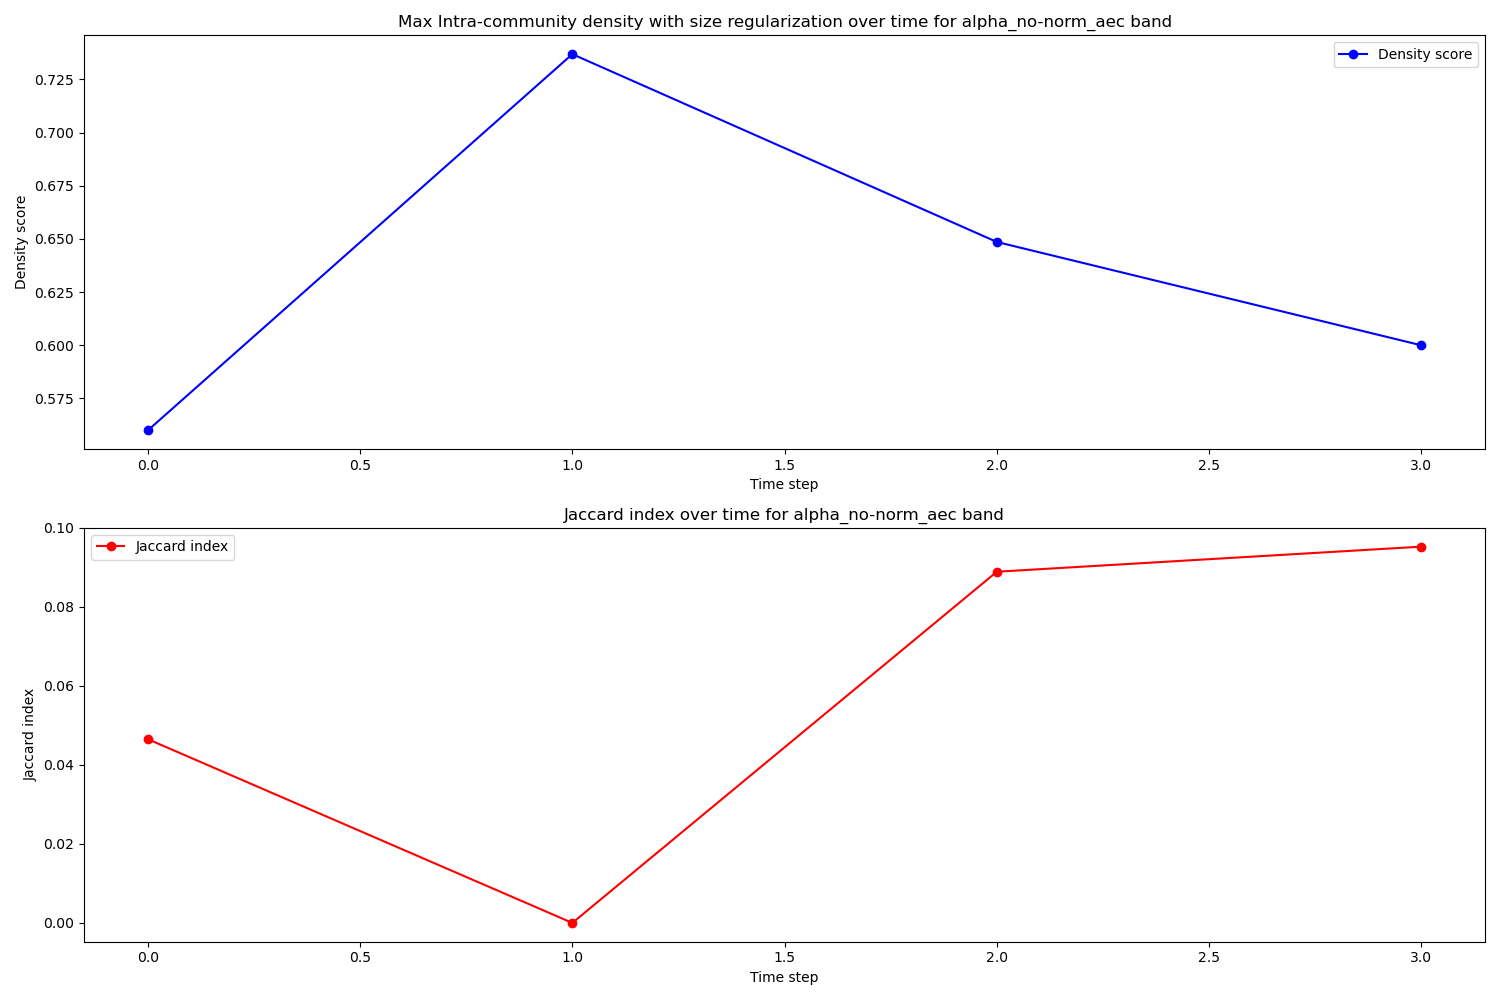 Max Intra-community density with size regularization over time for alpha_no-norm_aec band
Density score
0.725
0.700
0.675
0.650
0.625
0.600
0.575
Density score
0.0 0.5 1.0 1.5 2.0 2.5 3.0
Time step
Jaccard index over time for alpha_no-norm_aec band
Jaccard index
0.10
0.08
0.06
0.04
0.02
0.00
Jaccard index
0.0 0.5 1.0 1.5 2.0 2.5 3.0
Time step